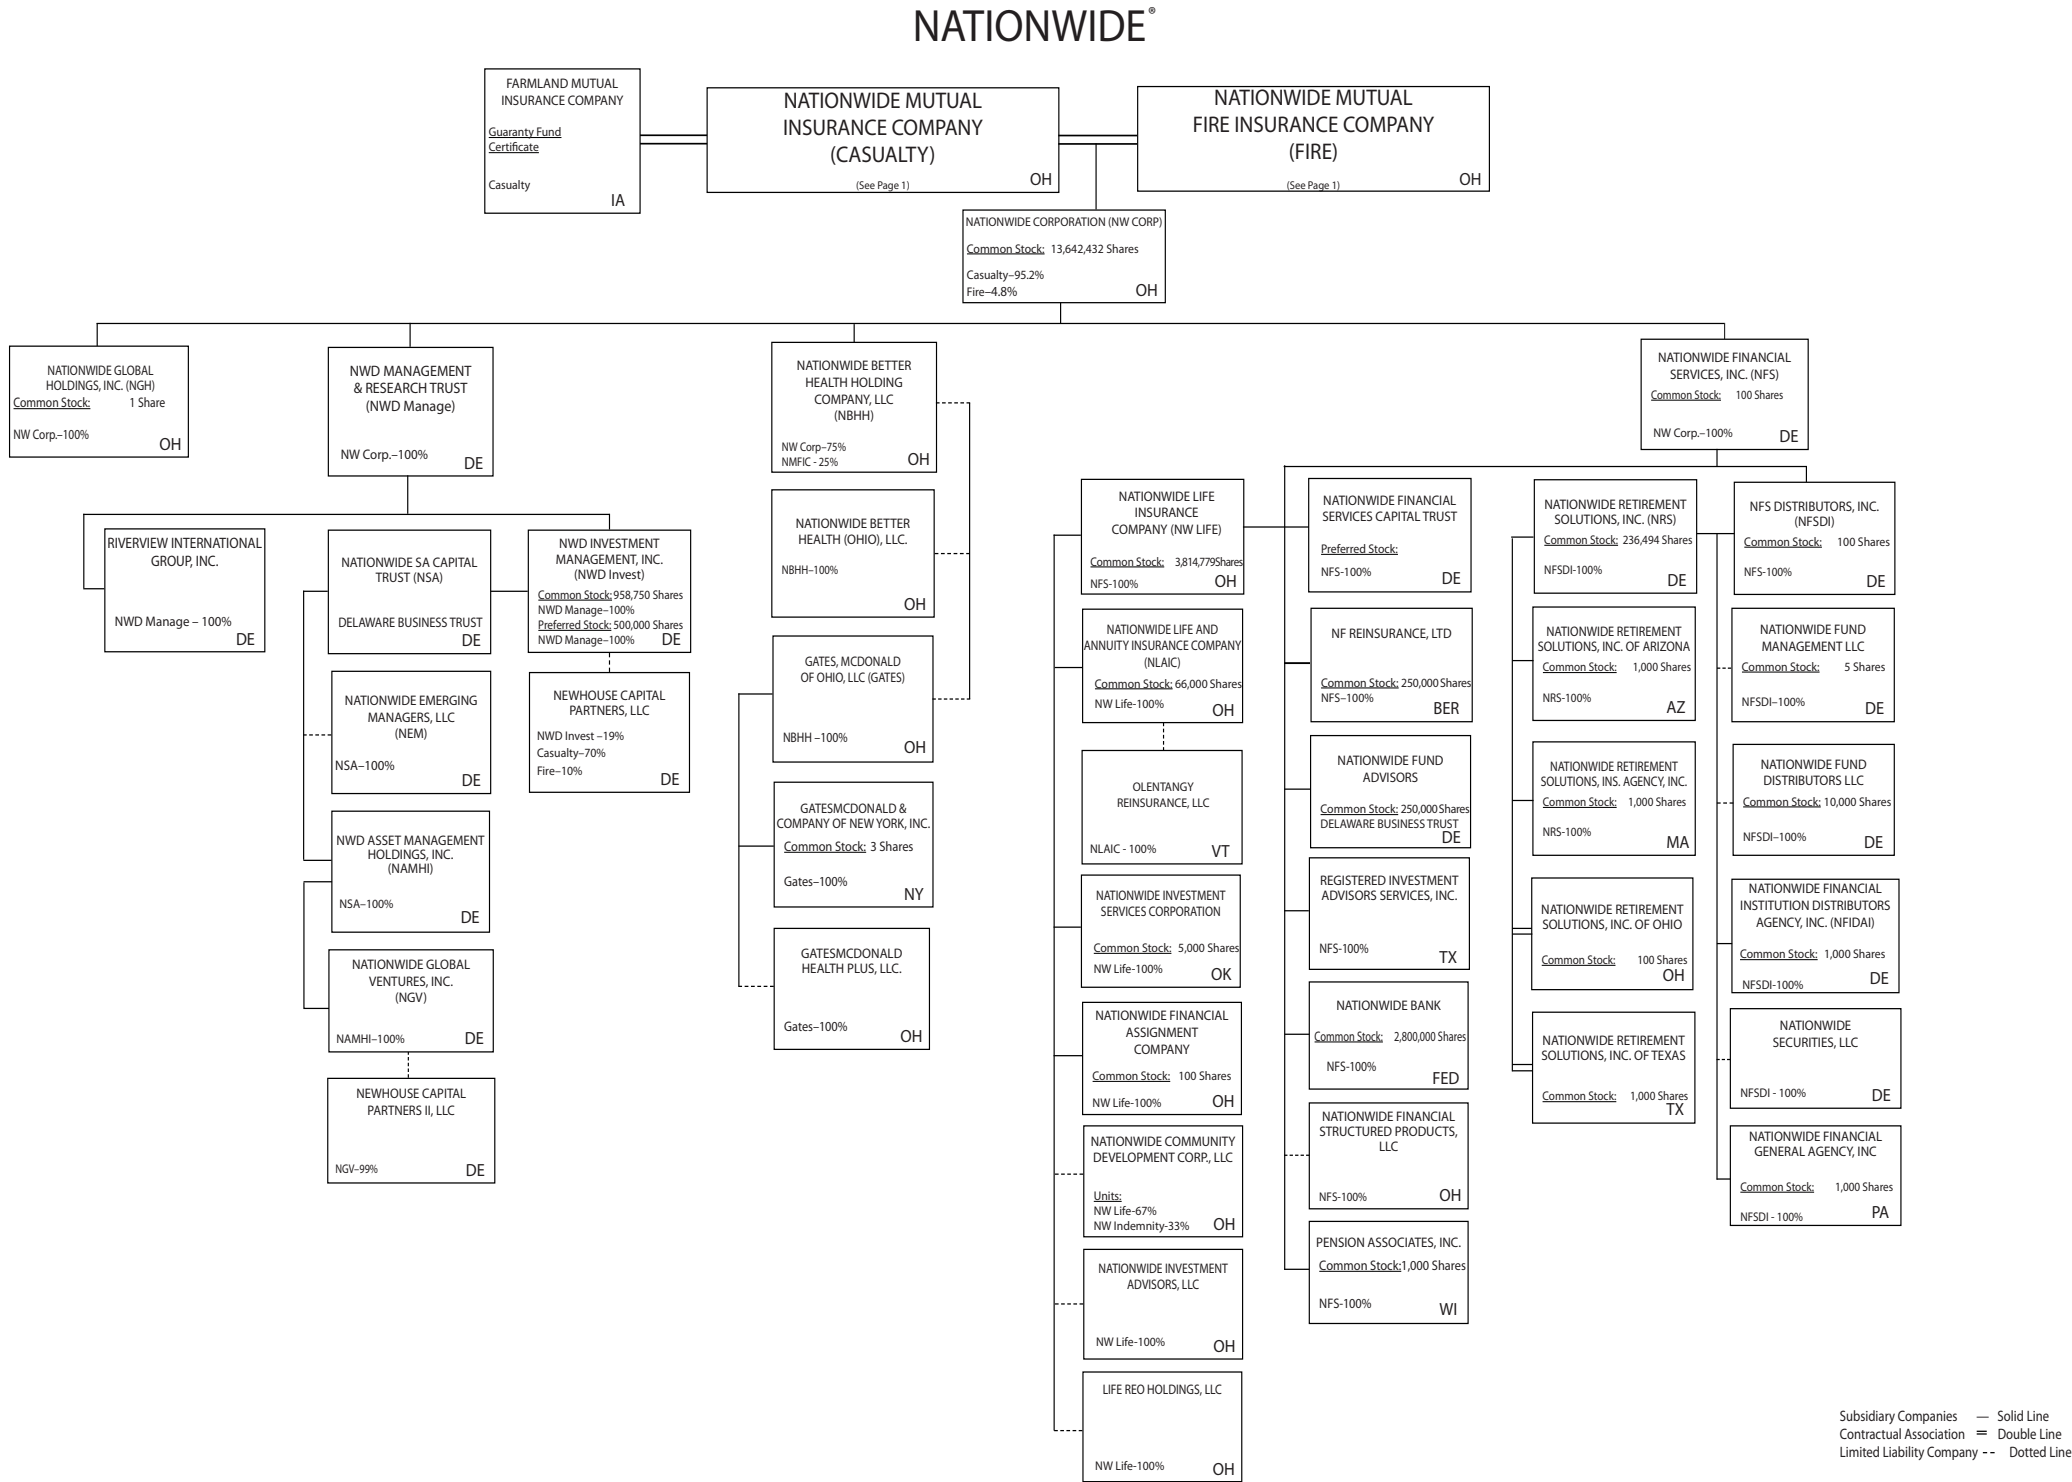 NATIONWIDE®
FARMLAND MUTUAL
INSURANCE COMPANY
Guaranty Fund
Certificate
Casualty
IA
NATIONWIDE MUTUAL
INSURANCE COMPANY
(CASUALTY)
(See Page 1)
OH
NATIONWIDE MUTUAL
FIRE INSURANCE COMPANY
(FIRE)
(See Page 1)
OH
NATIONWIDE CORPORATION (NW CORP)
Common Stock: 13,642,432 Shares
Casualty–95.2%
Fire–4.8%
OH
NATIONWIDE GLOBAL
HOLDINGS, INC. (NGH)
Common Stock: 1 Share
NW Corp.–100%
OH
NWD MANAGEMENT
& RESEARCH TRUST
(NWD Manage)
NW Corp.–100%
DE
NATIONWIDE BETTER
HEALTH HOLDING
COMPANY, LLC
(NBHH)
NW Corp–75%
NMFIC - 25%
OH
NATIONWIDE FINANCIAL
SERVICES, INC. (NFS)
Common Stock: 100 Shares
NW Corp.–100%
DE
RIVERVIEW INTERNATIONAL
GROUP, INC.
NWD Manage – 100%
DE
NATIONWIDE SA CAPITAL
TRUST (NSA)
DELAWARE BUSINESS TRUST
DE
NWD INVESTMENT
MANAGEMENT, INC.
(NWD Invest)
Common Stock: 958,750 Shares
NWD Manage–100%
Preferred Stock: 500,000 Shares
NWD Manage–100%
DE
NATIONWIDE EMERGING
MANAGERS, LLC
(NEM)
NSA–100%
DE
NEWHOUSE CAPITAL
PARTNERS, LLC
NWD Invest –19%
Casualty–70%
Fire–10%
DE
NWD ASSET MANAGEMENT
HOLDINGS, INC.
(NAMHI)
NSA–100%
DE
NATIONWIDE GLOBAL
VENTURES, INC.
(NGV)
NAMHI–100%
DE
NEWHOUSE CAPITAL
PARTNERS II, LLC
NGV–99%
DE
NATIONWIDE BETTER
HEALTH (OHIO), LLC.
NBHH–100%
OH
GATES, MCDONALD
OF OHIO, LLC (GATES)
NBHH –100%
OH
GATESMCDONALD &
COMPANY OF NEW YORK, INC.
Common Stock: 3 Shares
Gates–100%
NY
GATESMCDONALD
HEALTH PLUS, LLC.
Gates–100%
OH
NATIONWIDE LIFE
INSURANCE
COMPANY (NW LIFE)
Common Stock: 3,814,779Shares
NFS-100%
OH
NATIONWIDE LIFE AND
ANNUITY INSURANCE COMPANY
(NLAIC)
Common Stock: 66,000 Shares
NW Life-100%
OH
OLENTANGY
REINSURANCE, LLC
NLAIC - 100%
VT
NATIONWIDE INVESTMENT
SERVICES CORPORATION
Common Stock: 5,000 Shares
NW Life-100%
OK
NATIONWIDE FINANCIAL
ASSIGNMENT
COMPANY
Common Stock: 100 Shares
NW Life-100%
OH
NATIONWIDE COMMUNITY
DEVELOPMENT CORP., LLC
Units:
NW Life-67%
NW Indemnity-33%
OH
NATIONWIDE INVESTMENT
ADVISORS, LLC
NW Life-100%
OH
LIFE REO HOLDINGS, LLC
NW Life-100%
OH
NATIONWIDE FINANCIAL
SERVICES CAPITAL TRUST
Preferred Stock:
NFS-100%
DE
NF REINSURANCE, LTD
Common Stock: 250,000 Shares
NFS–100%
BER
NATIONWIDE FUND
ADVISORS
Common Stock: 250,000 Shares
DELAWARE BUSINESS TRUST
DE
REGISTERED INVESTMENT
ADVISORS SERVICES, INC.
NFS-100%
TX
NATIONWIDE BANK
Common Stock: 2,800,000 Shares
NFS-100%
FED
NATIONWIDE FINANCIAL
STRUCTURED PRODUCTS,
LLC
NFS-100%
OH
PENSION ASSOCIATES, INC.
Common Stock:1,000 Shares
NFS-100%
WI
NATIONWIDE RETIREMENT
SOLUTIONS, INC. (NRS)
Common Stock: 236,494 Shares
NFSDI-100%
DE
NATIONWIDE RETIREMENT
SOLUTIONS, INC. OF ARIZONA
Common Stock: 1,000 Shares
NRS-100%
AZ
NATIONWIDE RETIREMENT
SOLUTIONS, INS. AGENCY, INC.
Common Stock: 1,000 Shares
NRS-100%
MA
NATIONWIDE RETIREMENT
SOLUTIONS, INC. OF OHIO
Common Stock: 100 Shares
OH
NATIONWIDE RETIREMENT
SOLUTIONS, INC. OF TEXAS
Common Stock: 1,000 Shares
TX
NFS DISTRIBUTORS, INC.
(NFSDI)
Common Stock: 100 Shares
NFS-100%
DE
NATIONWIDE FUND
MANAGEMENT LLC
Common Stock: 5 Shares
NFSDI–100%
DE
NATIONWIDE FUND
DISTRIBUTORS LLC
Common Stock: 10,000 Shares
NFSDI–100%
DE
NATIONWIDE FINANCIAL
INSTITUTION DISTRIBUTORS
AGENCY, INC. (NFIDAI)
Common Stock: 1,000 Shares
NFSDI-100%
DE
NATIONWIDE
SECURITIES, LLC
NFSDI - 100%
DE
NATIONWIDE FINANCIAL
GENERAL AGENCY, INC
Common Stock: 1,000 Shares
NFSDI - 100%
PA
Subsidiary Companies — Solid Line
Contractual Association = Double Line
Limited Liability Company -- Dotted Line